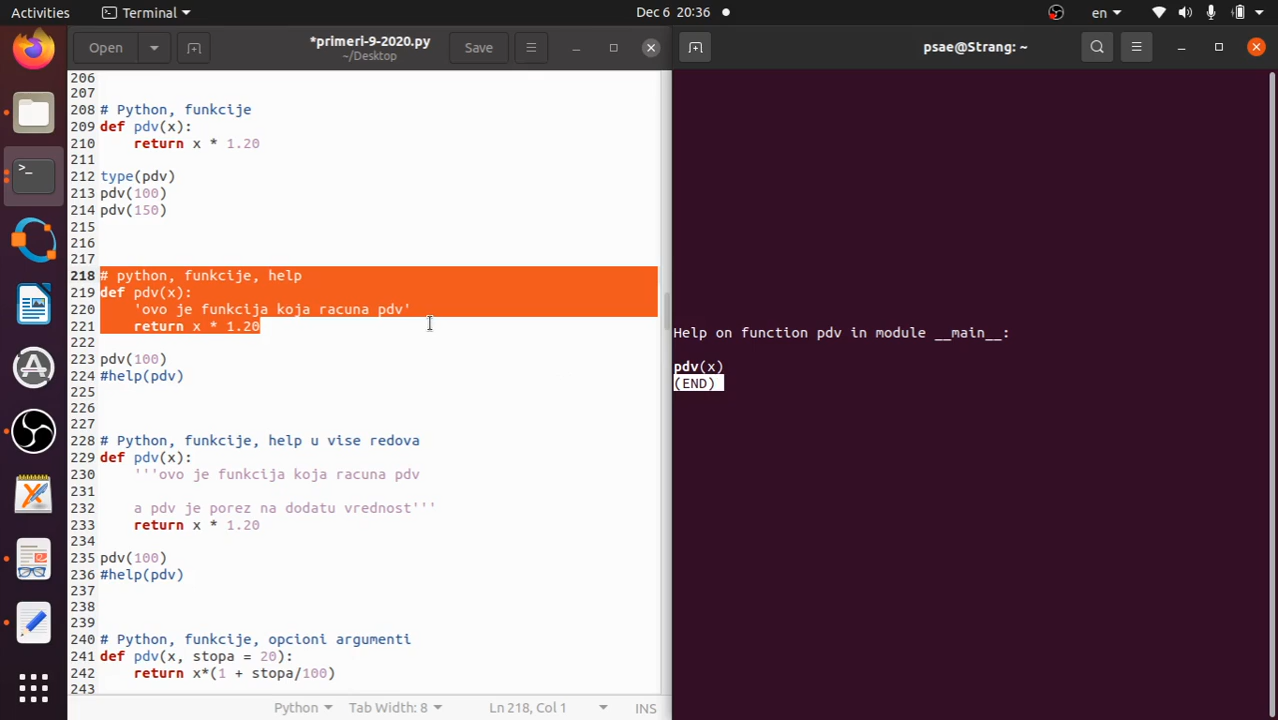 Activities
Terminal
Dec 6 20:36
en
Open
*primeri-9-2020.py
~/Desktop
Save
psae@Strang: ~
206
207
208 # Python, funkcije
209 def pdv(x):
210     return x * 1.20
211
212 type(pdv)
213 pdv(100)
214 pdv(150)
215
216
217
218 # python, funkcije, help
219 def pdv(x):
220     'ovo je funkcija koja racuna pdv'
221     return x * 1.20
222
223 pdv(100)
224 #help(pdv)
225
226
227
228 # Python, funkcije, help u vise redova
229 def pdv(x):
230     '''ovo je funkcija koja racuna pdv
231
232     a pdv je porez na dodatu vrednost'''
233     return x * 1.20
234
235 pdv(100)
236 #help(pdv)
237
238
239
240 # Python, funkcije, opcioni argumenti
241 def pdv(x, stopa = 20):
242     return x*(1 + stopa/100)
243
Python
Tab Width: 8
Ln 218, Col 1
INS
Help on function pdv in module __main__:
pdv(x)
(END)